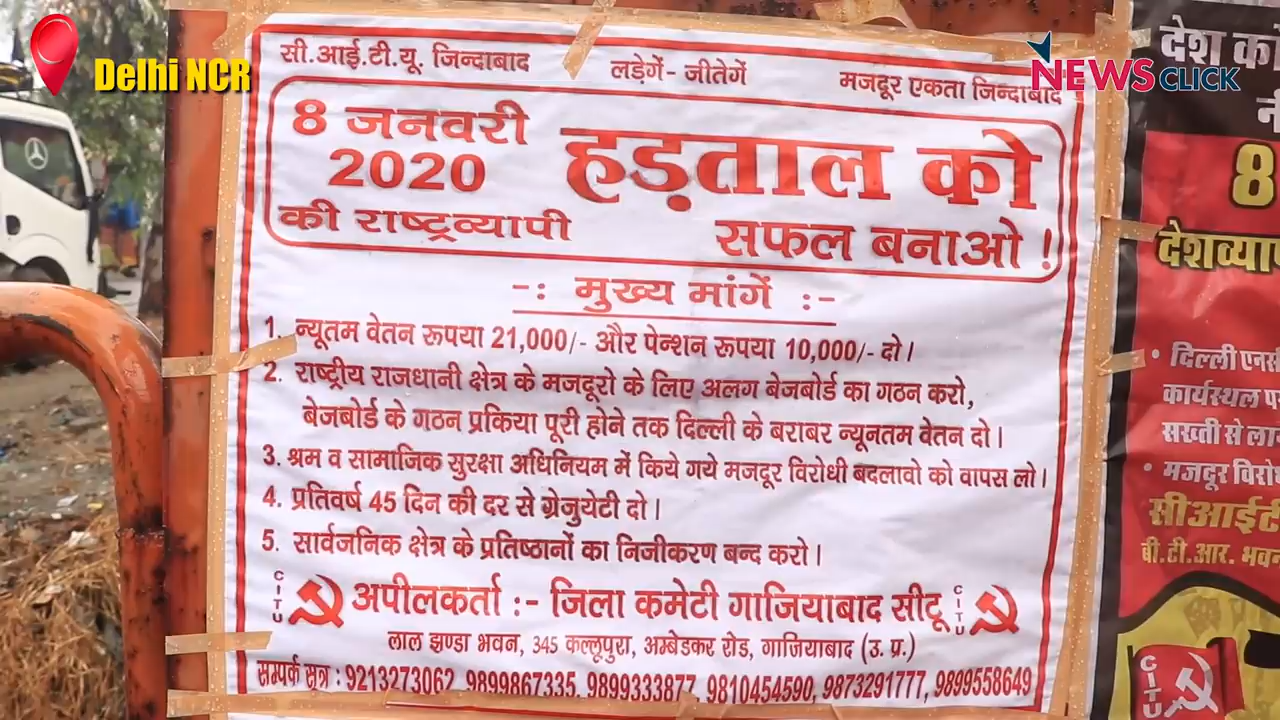 Delhi NCR
NEWSCLICK
सी.आई.टी.यू. जिन्दाबाद
लड़ेगें - जीतेगें
मजदूर एकता जिन्दाबाद
8 जनवरी
2020
की राष्ट्रव्यापी
हड़ताल को
सफल बनाओ !
-: मुख्य मांगें :-
1. न्यूतम वेतन रूपया 21,000/- और पेन्शन रूपया 10,000/- दो।
2. राष्ट्रीय राजधानी क्षेत्र के मजदूरो के लिए अलग बेजबोर्ड का गठन करो,
बेजबोर्ड के गठन प्रकिया पूरी होने तक दिल्ली के बराबर न्यूनतम वेतन दो।
3. श्रम व सामाजिक सुरक्षा अधिनियम में किये गये मजदूर विरोधी बदलावो को वापस लो।
4. प्रतिवर्ष 45 दिन की दर से ग्रेजुयेटी दो।
5. सार्वजनिक क्षेत्र के प्रतिष्ठानों का निजीकरण बन्द करो।
CITU अपीलकर्ता :- जिला कमेटी गाजियाबाद सीटू CITU
लाल झण्डा भवन, 345 कल्लूपुरा, अम्बेडकर रोड, गाजियाबाद (उ. प्र.)
सम्पर्क सूत्र : 9213273062, 9899867335, 9899333877, 9810454590, 9873291777, 9899558649
देश का
8
देशव्या
• दिल्ली एनसी
कार्यस्थल प
सख्ती से ला
• मजदूर विरो
सीआईटी
बी.टी.आर. भवन
CITU